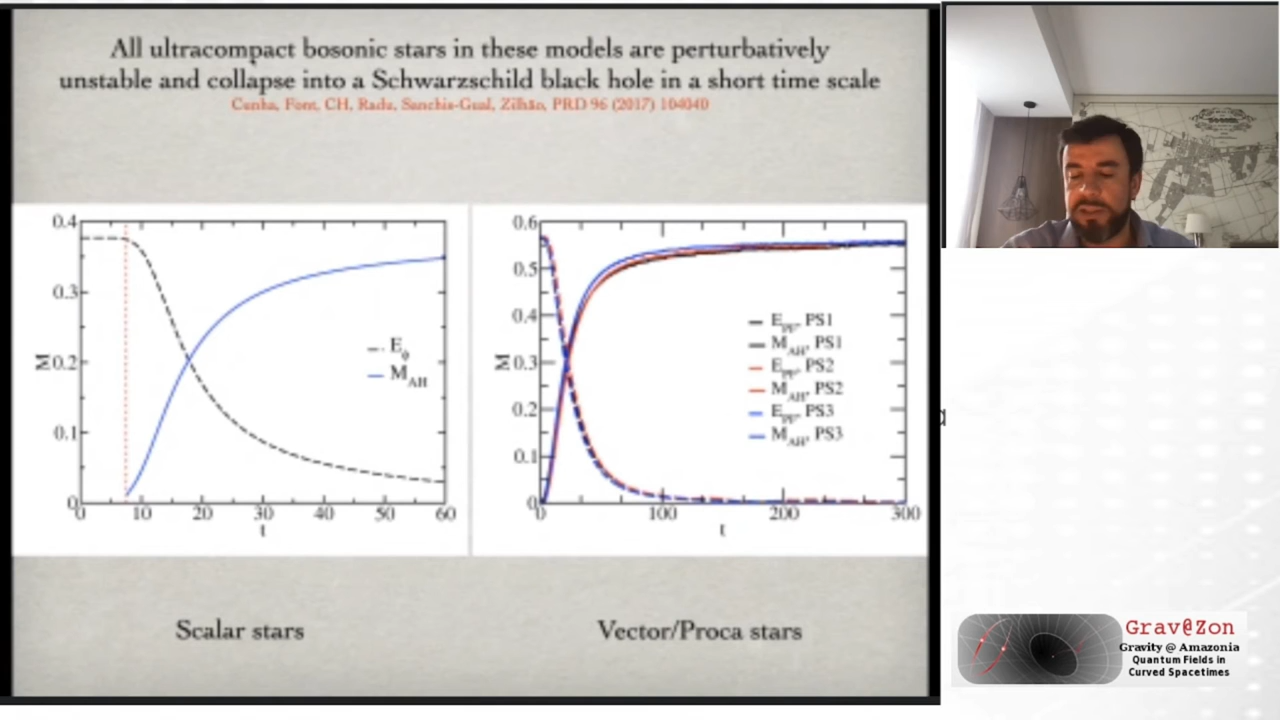 All ultracompact bosonic stars in these models are perturbatively
unstable and collapse into a Schwarzschild black hole in a short time scale
Cunha, Font, CH, Radu, Sanchis-Gual, Zilhão, PRD 96 (2017) 104040
0.4
0.3
0.2
0.1
0
M
0 10 20 30 40 50 60
t
E_ϕ
M_AH
0.6
0.5
0.4
0.3
0.2
0.1
0
M
0 100 200 300
t
E_PF, PS1
M_AH, PS1
E_PF, PS2
M_AH, PS2
E_PF, PS3
M_AH, PS3
Scalar stars
Vector/Proca stars
Grav@Zon
Gravity @ Amazonia
Quantum Fields in
Curved Spacetimes